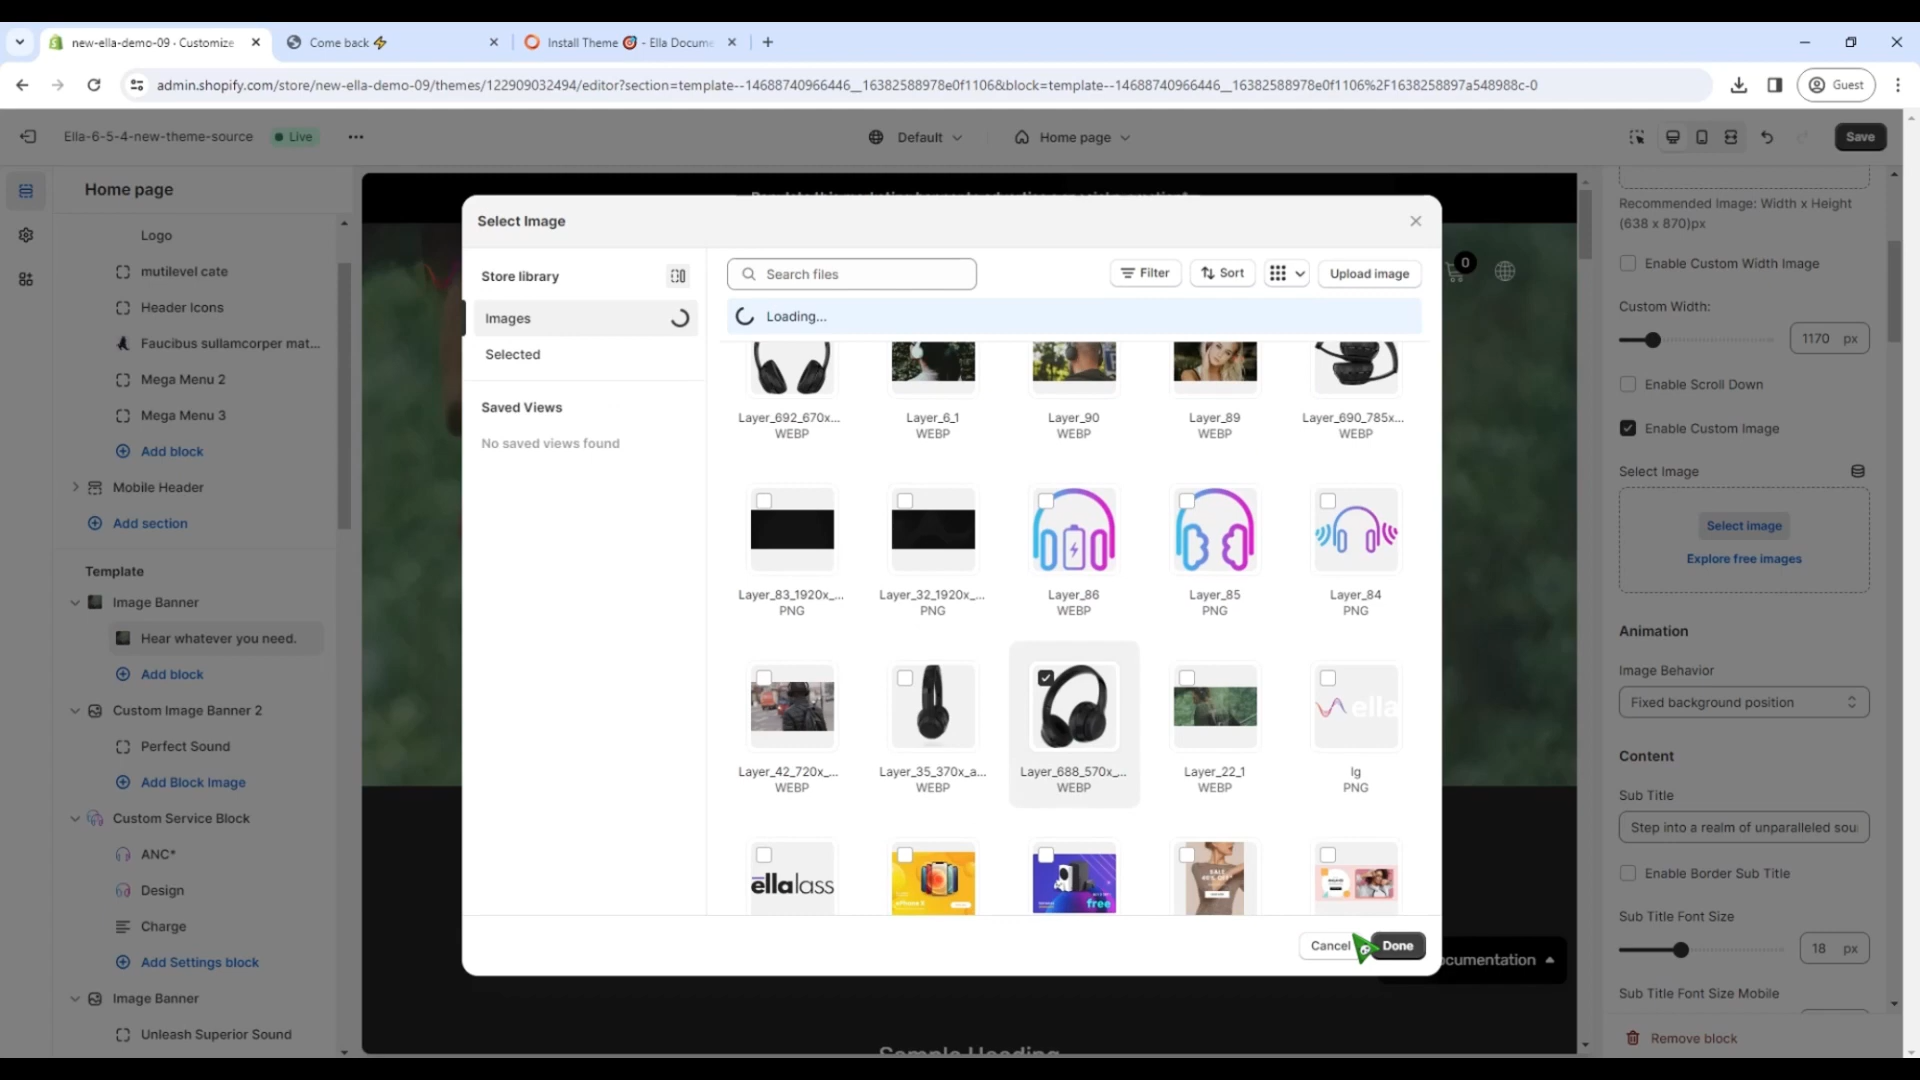 new-ella-demo-09 - Customize
Come back ⚡
Install Theme 🎯 - Ella Docume
admin.shopify.com/store/new-ella-demo-09/themes/122909032494/editor?section=template--14688740966446__16382588978e0f1106&block=template--14688740966446__16382588978e0f1106%2F1638258897a548988c-0
Guest
Ella-6-5-4-new-theme-source
Live
Default
Home page
Save
Home page
Logo
mutilevel cate
Header Icons
Faucibus sullamcorper mat...
Mega Menu 2
Mega Menu 3
Add block
Mobile Header
Add section
Template
Image Banner
Hear whatever you need.
Add block
Custom Image Banner 2
Perfect Sound
Add Block Image
Custom Service Block
ANC*
Design
Charge
Add Settings block
Image Banner
Unleash Superior Sound
Select Image
Store library
Images
Selected
Saved Views
No saved views found
Search files
Filter
Sort
Upload image
Loading...
Layer_692_670x...
WEBP
Layer_6_1
WEBP
Layer_90
WEBP
Layer_89
WEBP
Layer_690_785x...
WEBP
Layer_83_1920x_...
PNG
Layer_32_1920x_...
PNG
Layer_86
WEBP
Layer_85
PNG
Layer_84
PNG
ella
Layer_42_720x_...
WEBP
Layer_35_370x_a...
WEBP
Layer_688_570x_...
WEBP
Layer_22_1
WEBP
lg
PNG
ellalass
free
SALE
Cancel
Done
0
ocumentation
Sample Heading
Recommended Image: Width x Height
(638 x 870)px
Enable Custom Width Image
Custom Width:
1170 px
Enable Scroll Down
Enable Custom Image
Select Image
Select image
Explore free images
Animation
Image Behavior
Fixed background position
Content
Sub Title
Step into a realm of unparalleled sou
Enable Border Sub Title
Sub Title Font Size
18 px
Sub Title Font Size Mobile
Remove block